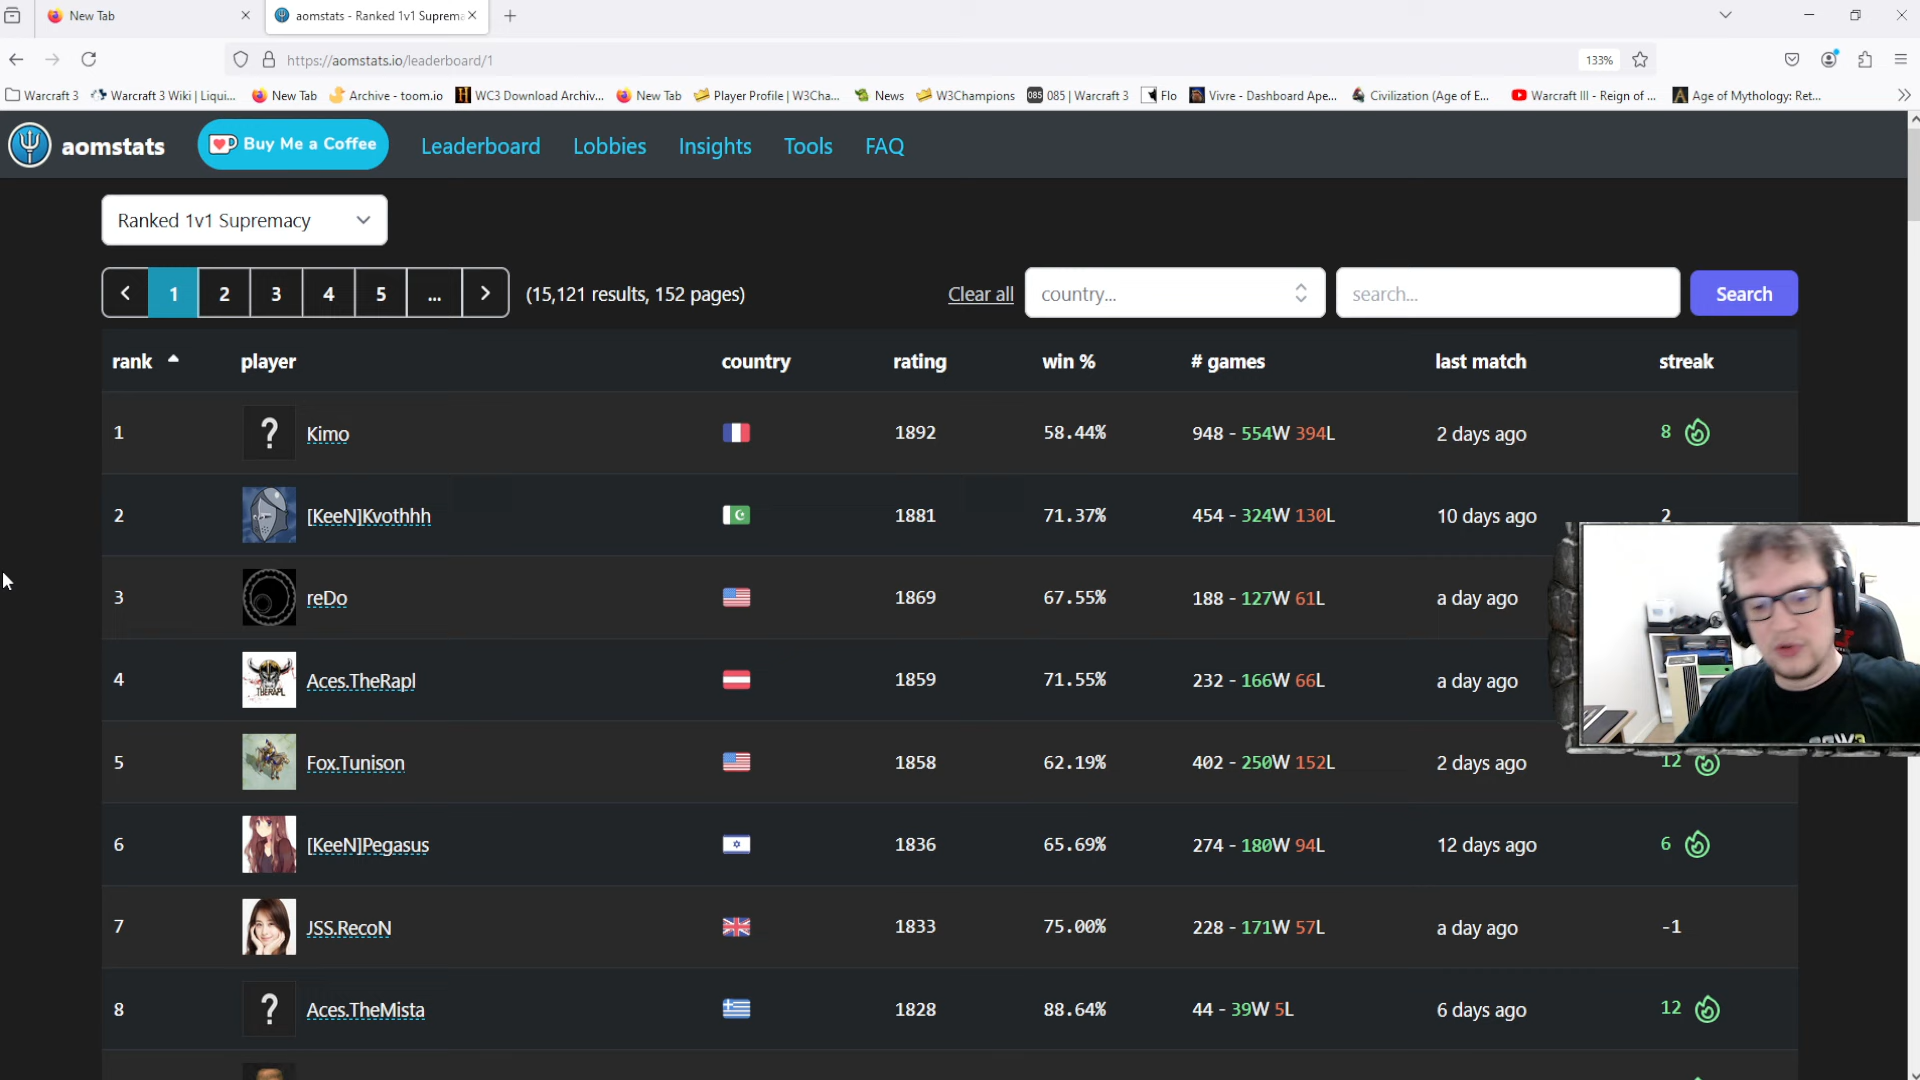 New Tab
aomstats - Ranked 1v1 Suprema
https://aomstats.io/leaderboard/1
133%
Warcraft 3
Warcraft 3 Wiki | Liqui...
New Tab
Archive - toom.io
WC3 Download Archiv...
New Tab
Player Profile | W3Cha...
News
W3Champions
085 | Warcraft 3
Flo
Vivre - Dashboard Ape...
Civilization (Age of E...
Warcraft III - Reign of ...
Age of Mythology: Ret...
aomstats
Buy Me a Coffee
Leaderboard
Lobbies
Insights
Tools
FAQ
Ranked 1v1 Supremacy
1 2 3 4 5 ...
(15,121 results, 152 pages)
Clear all
country...
search...
Search
rank player country rating win % # games last match streak
1 ? Kimo 1892 58.44% 948 - 554W 394L 2 days ago 8
2 [KeeN]Kvothhh 1881 71.37% 454 - 324W 130L 10 days ago 2
3 reDo 1869 67.55% 188 - 127W 61L a day ago
4 THERAPL Aces.TheRapl 1859 71.55% 232 - 166W 66L a day ago
5 Fox.Tunison 1858 62.19% 402 - 250W 152L 2 days ago 12
6 [KeeN]Pegasus 1836 65.69% 274 - 180W 94L 12 days ago 6
7 JSS.RecoN 1833 75.00% 228 - 171W 57L a day ago -1
8 ? Aces.TheMista 1828 88.64% 44 - 39W 5L 6 days ago 12